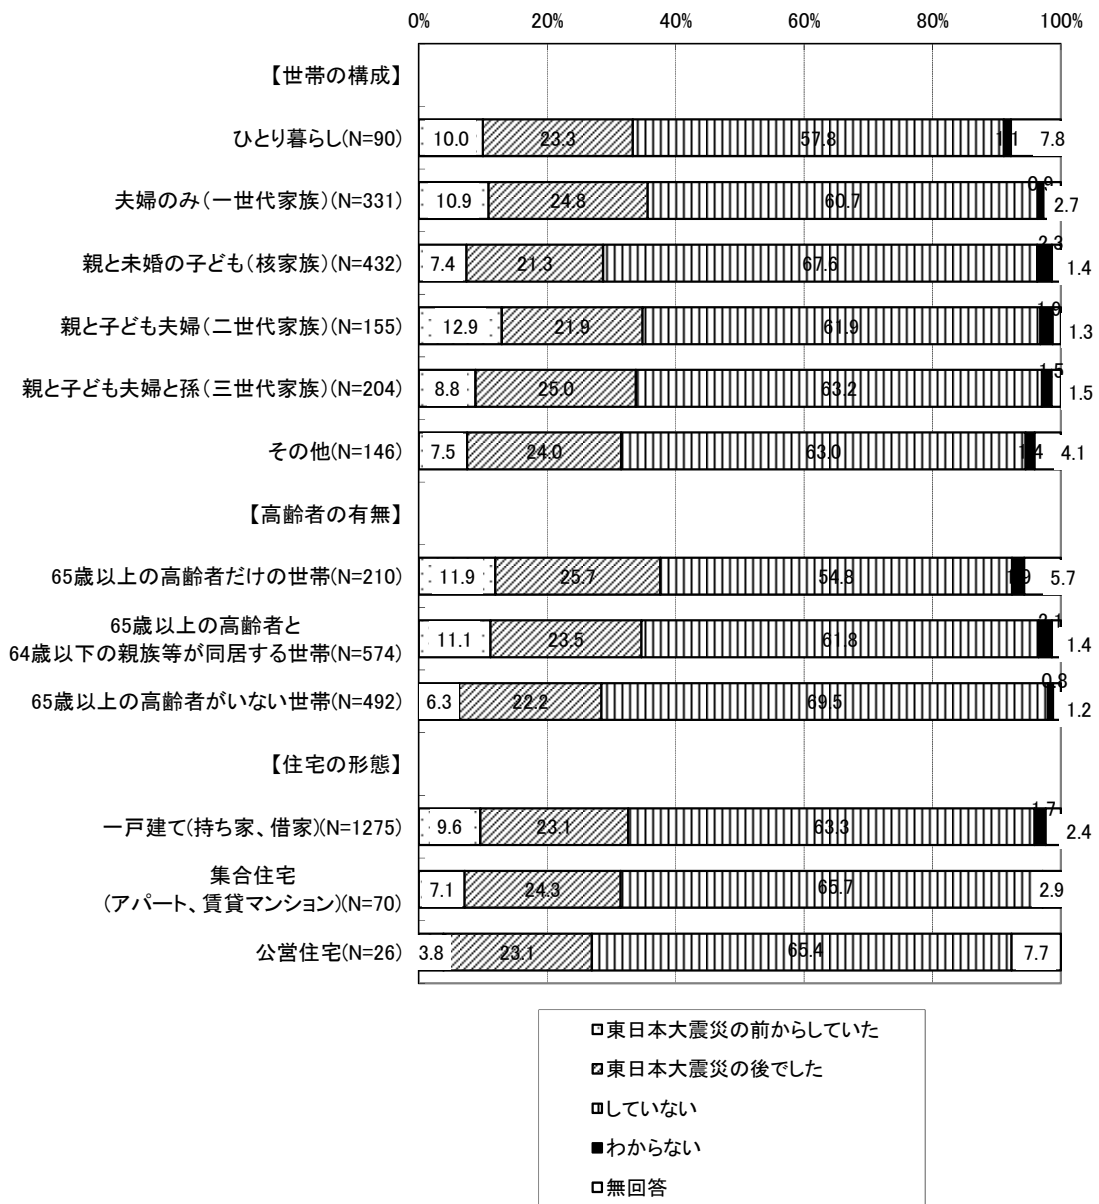 0% 20% 40% 60% 80% 100%
【世帯の構成】
ひとり暮らし(N=90) 10.0 23.3 57.8 1.1 7.8
夫婦のみ(一世代家族)(N=331) 10.9 24.8 60.7 0.9 2.7
親と未婚の子ども(核家族)(N=432) 7.4 21.3 67.6 2.3 1.4
親と子ども夫婦(二世代家族)(N=155) 12.9 21.9 61.9 1.9 1.3
親と子ども夫婦と孫(三世代家族)(N=204) 8.8 25.0 63.2 1.5 1.5
その他(N=146) 7.5 24.0 63.0 1.4 4.1
【高齢者の有無】
65歳以上の高齢者だけの世帯(N=210) 11.9 25.7 54.8 1.9 5.7
65歳以上の高齢者と
64歳以下の親族等が同居する世帯(N=574) 11.1 23.5 61.8 2.1 1.4
65歳以上の高齢者がいない世帯(N=492) 6.3 22.2 69.5 0.8 1.2
【住宅の形態】
一戸建て(持ち家、借家)(N=1275) 9.6 23.1 63.3 1.7 2.4
集合住宅
(アパート、賃貸マンション)(N=70) 7.1 24.3 65.7 2.9
公営住宅(N=26) 3.8 23.1 65.4 7.7
東日本大震災の前からしていた
東日本大震災の後でした
していない
わからない
無回答